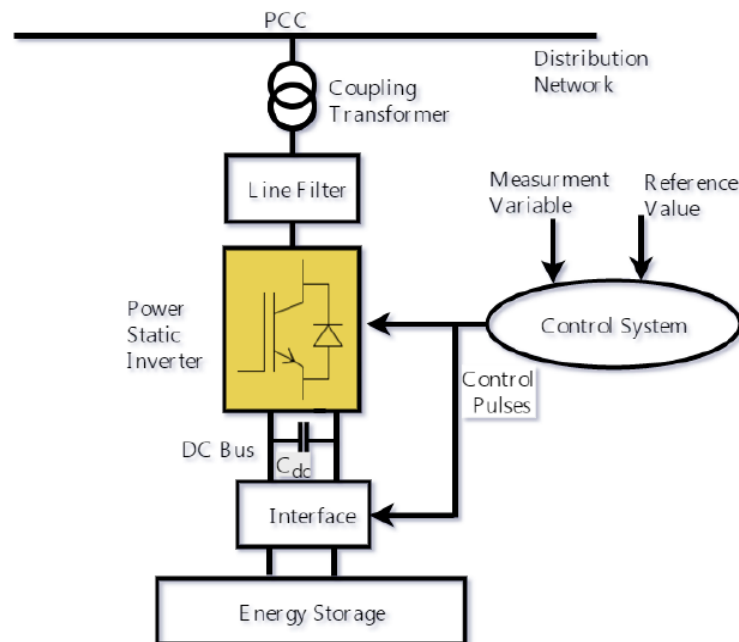 PCC
Distribution
Network
Coupling
Transformer
Line Filter
Measurment
Variable
Reference
Value
Power
Static
Inverter
Control System
Control
Pulses
DC Bus
Cdc
Interface
Energy Storage